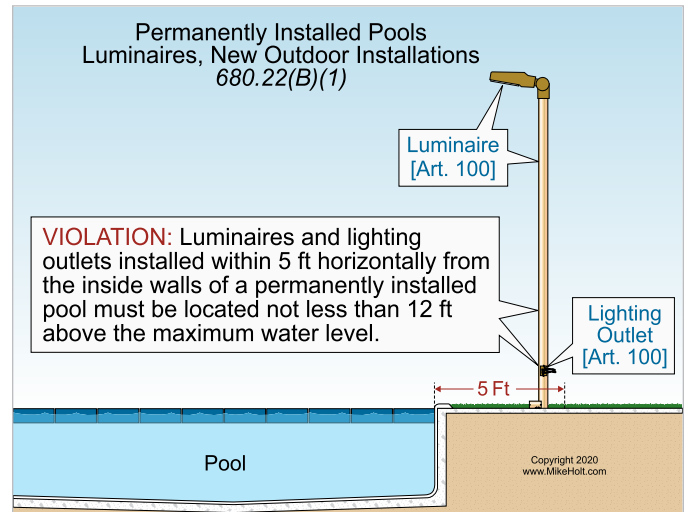 Permanently Installed Pools
Luminaires, New Outdoor Installations
680.22(B)(1)
Luminaire
[Art. 100]
VIOLATION: Luminaires and lighting
outlets installed within 5 ft horizontally from
the inside walls of a permanently installed
pool must be located not less than 12 ft
above the maximum water level.
Lighting
Outlet
[Art. 100]
5 Ft
Pool
Copyright 2020
www.MikeHolt.com